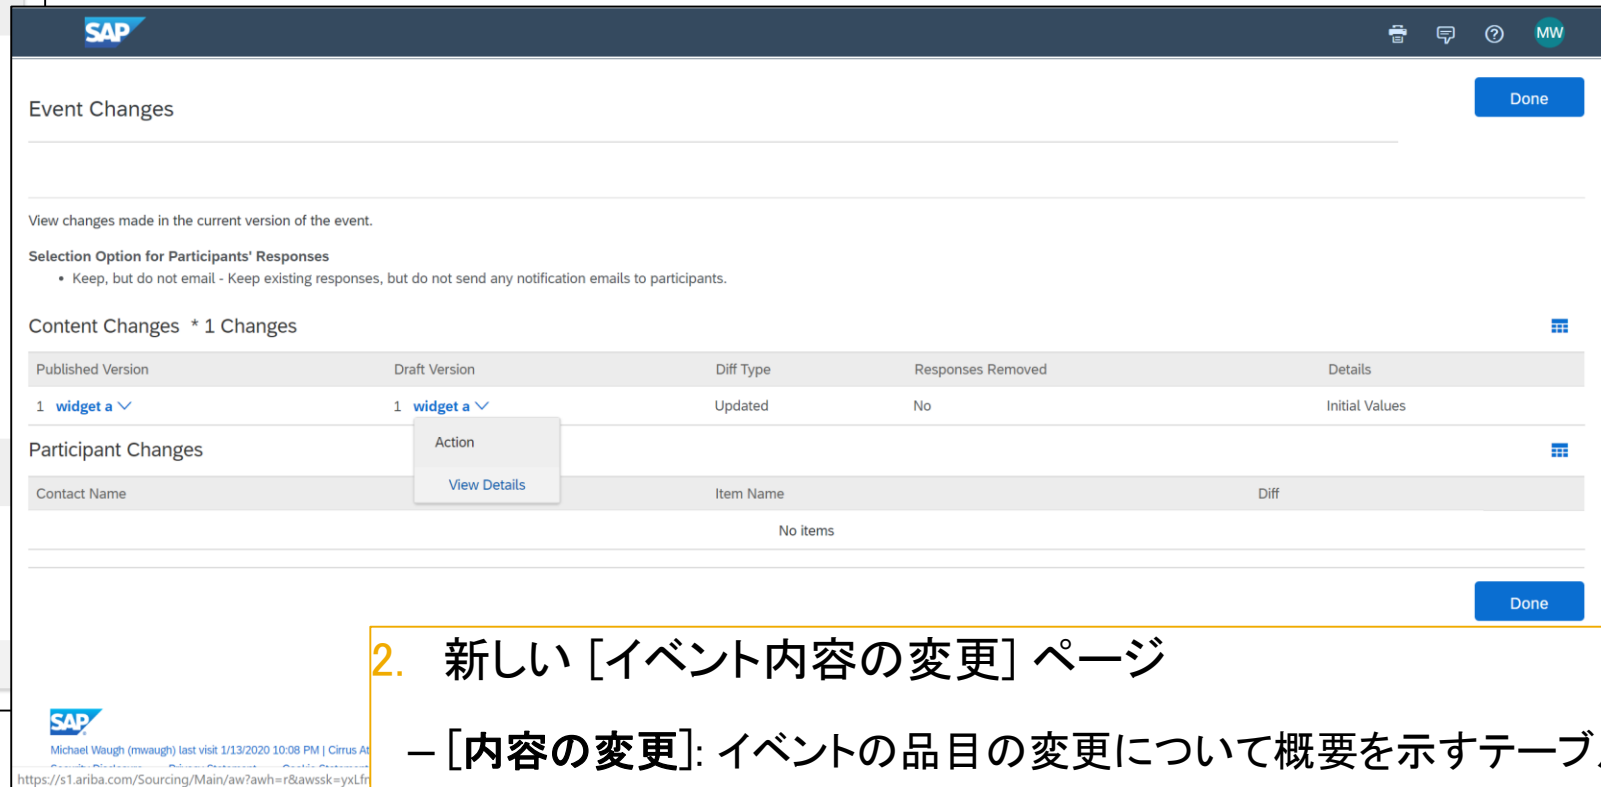 SAP
MW
Event Changes
Done
View changes made in the current version of the event.
Selection Option for Participants' Responses
• Keep, but do not email - Keep existing responses, but do not send any notification emails to participants.
Content Changes * 1 Changes
Published Version Draft Version Diff Type Responses Removed Details
1 widget a 1 widget a Updated No Initial Values
Action
View Details
Participant Changes
Contact Name Item Name Diff
No items
Done
2. 新しい [イベント内容の変更] ページ
– [内容の変更]: イベントの品目の変更について概要を示すテーブ
SAP
Michael Waugh (mwaugh) last visit 1/13/2020 10:08 PM | Cirrus At
https://s1.ariba.com/Sourcing/Main/aw?awh=r&awssk=yxLfr